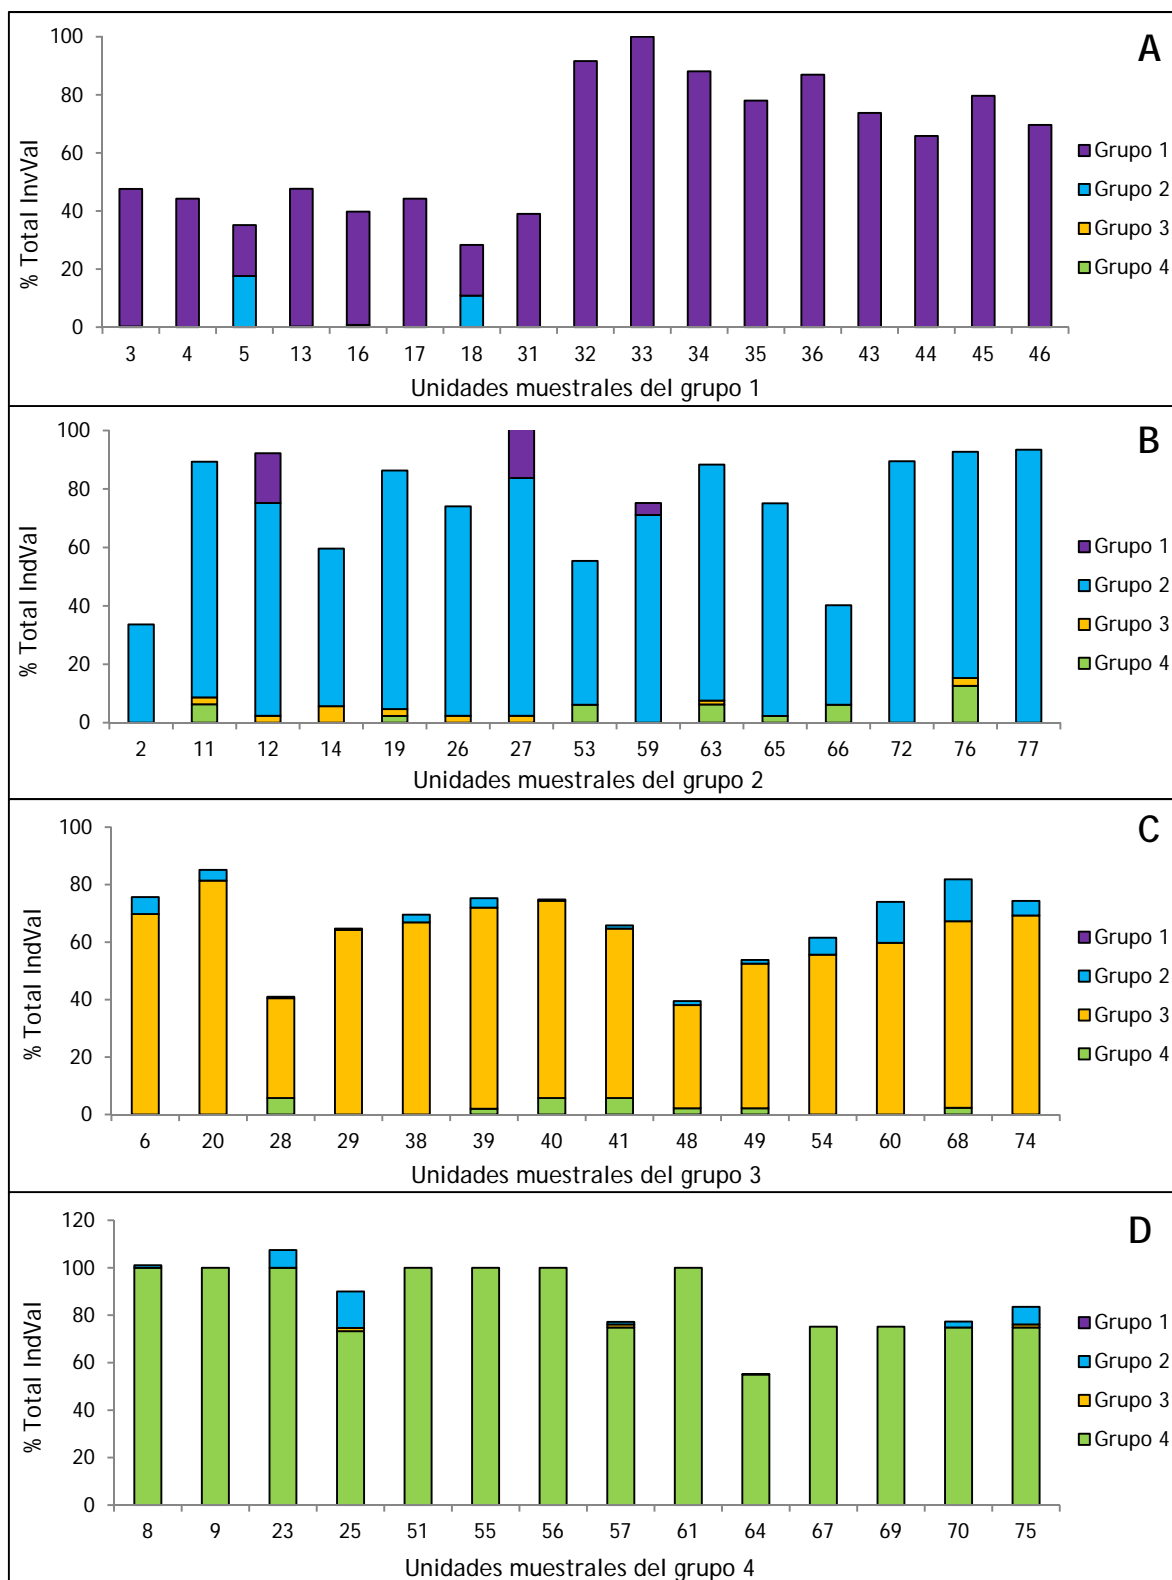 A
% Total InvVal
100
80
60
40
20
0
3 4 5 13 16 17 18 31 32 33 34 35 36 43 44 45 46
Unidades muestrales del grupo 1
Grupo 1
Grupo 2
Grupo 3
Grupo 4
B
% Total IndVal
100
80
60
40
20
0
2 11 12 14 19 26 27 53 59 63 65 66 72 76 77
Unidades muestrales del grupo 2
Grupo 1
Grupo 2
Grupo 3
Grupo 4
C
% Total IndVal
100
80
60
40
20
0
6 20 28 29 38 39 40 41 48 49 54 60 68 74
Unidades muestrales del grupo 3
Grupo 1
Grupo 2
Grupo 3
Grupo 4
D
% Total IndVal
120
100
80
60
40
20
0
8 9 23 25 51 55 56 57 61 64 67 69 70 75
Unidades muestrales del grupo 4
Grupo 1
Grupo 2
Grupo 3
Grupo 4